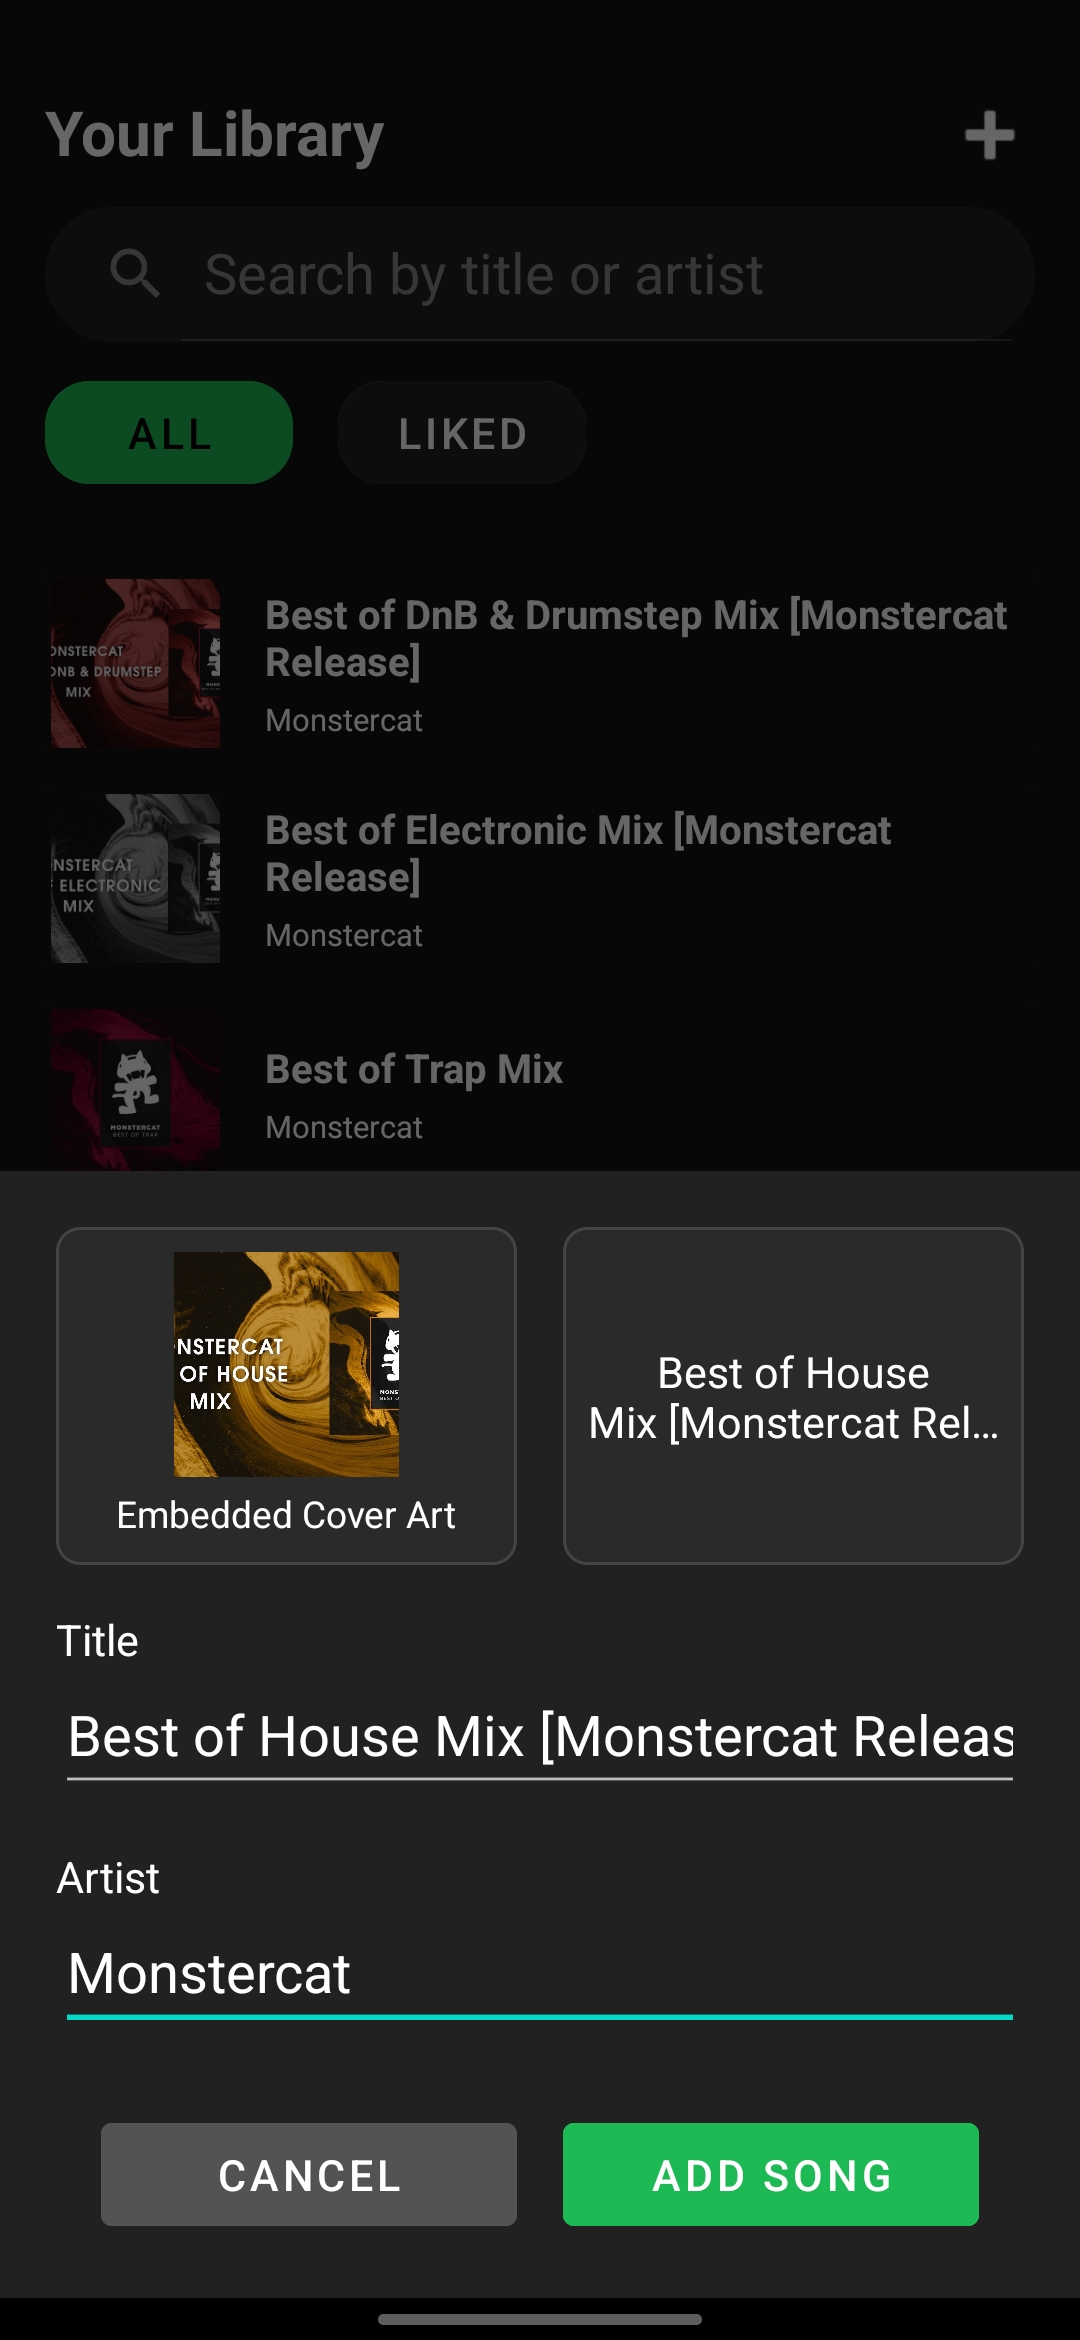 Your Library
Search by title or artist
ALL
LIKED
ONSTERCAT
DNB & DRUMSTEP
MIX
Best of DnB & Drumstep Mix [Monstercat
Release]
Monstercat
NSTERCAT
ELECTRONIC
MIX
Best of Electronic Mix [Monstercat
Release]
Monstercat
MONSTERCAT
BEST OF TRAP
Best of Trap Mix
Monstercat
NSTERCAT
OF HOUSE
MIX
Embedded Cover Art
Best of House
Mix [Monstercat Rel…
Title
Best of House Mix [Monstercat Releas
Artist
Monstercat
CANCEL
ADD SONG